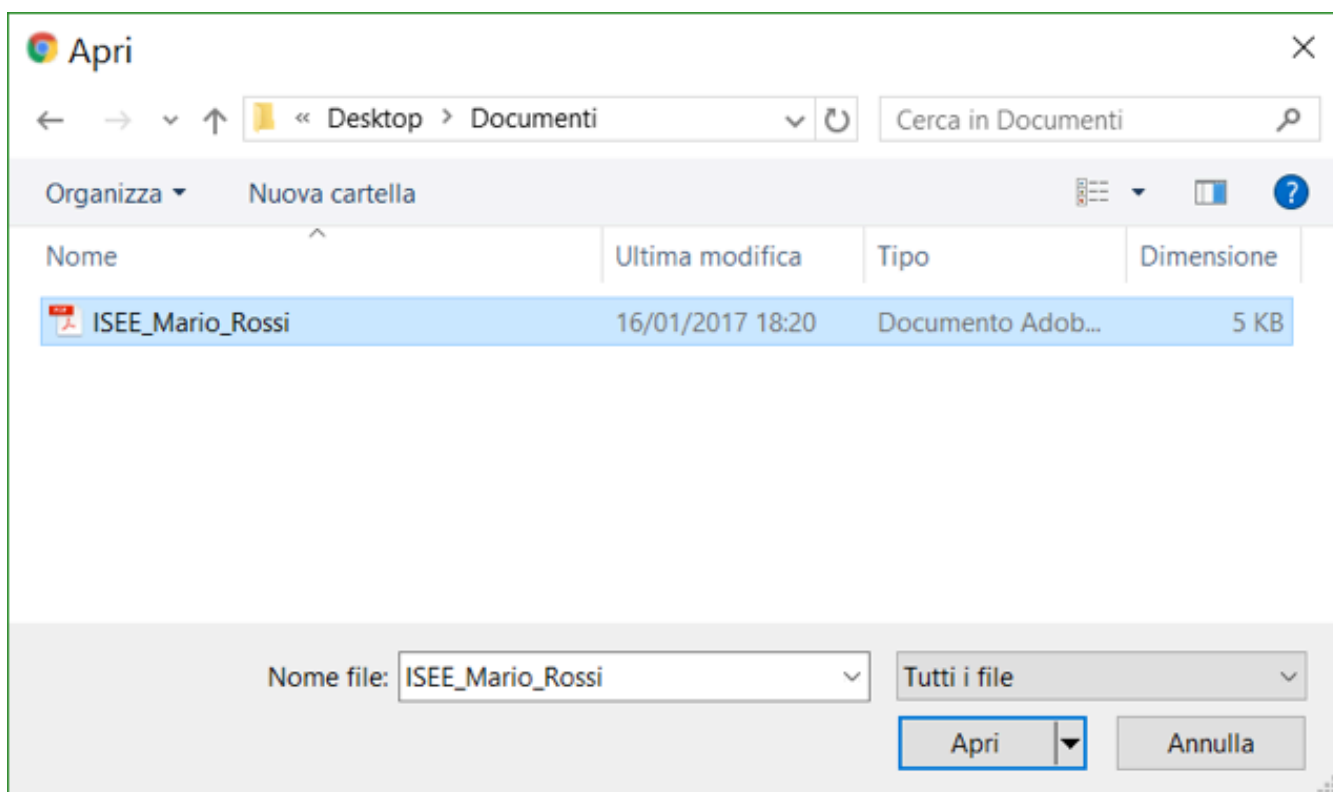 Apri
« Desktop > Documenti
Cerca in Documenti
Organizza Nuova cartella
?
Nome Ultima modifica Tipo Dimensione
ISEE_Mario_Rossi 16/01/2017 18:20 Documento Adob... 5 KB
Nome file: ISEE_Mario_Rossi Tutti i file
Apri Annulla